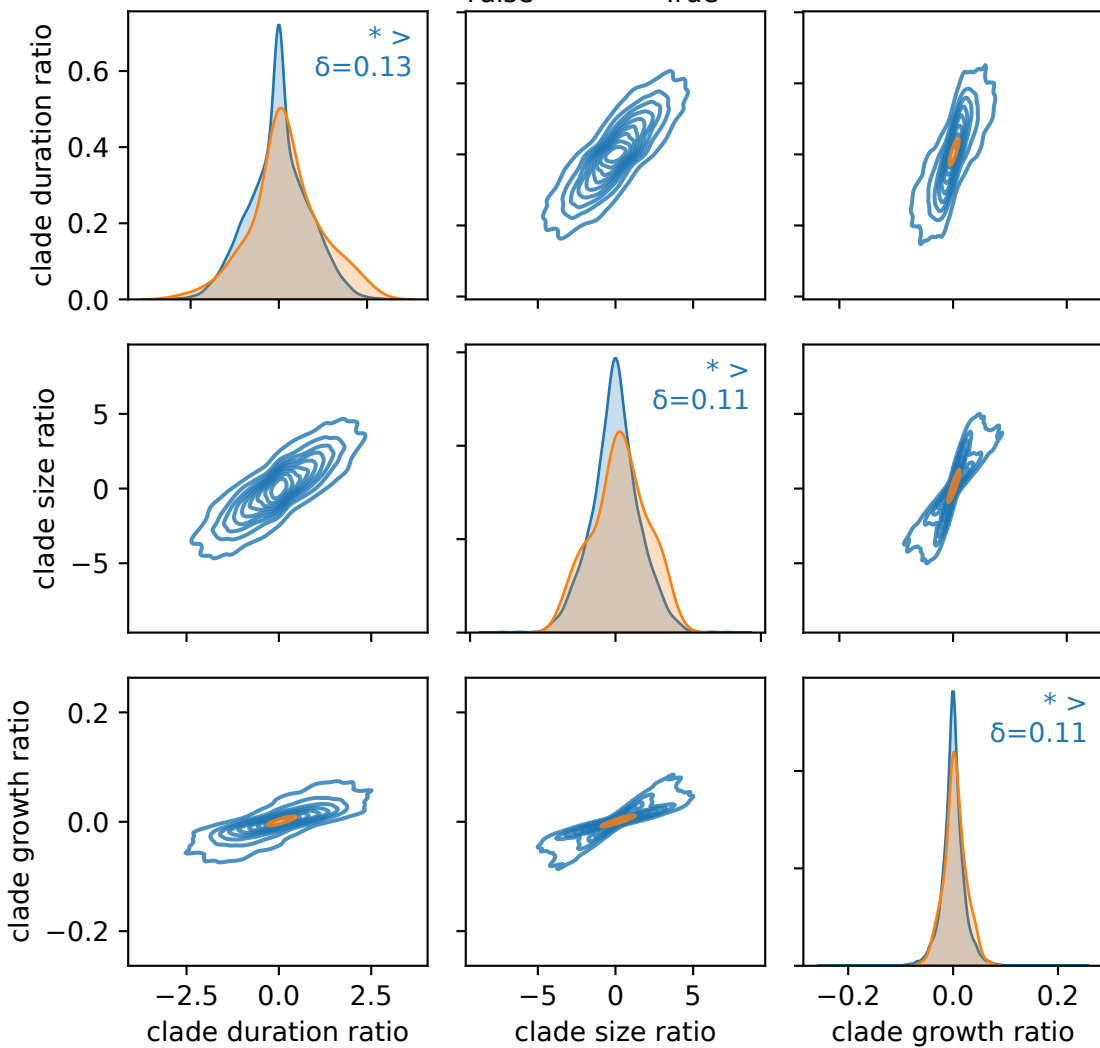 False True
clade duration ratio
0.6
0.4
0.2
0.0
* >
δ=0.13
clade size ratio
5
0
−5
* >
δ=0.11
clade growth ratio
0.2
0.0
−0.2
* >
δ=0.11
−2.5 0.0 2.5
−5 0 5
−0.2 0.0 0.2
clade duration ratio
clade size ratio
clade growth ratio